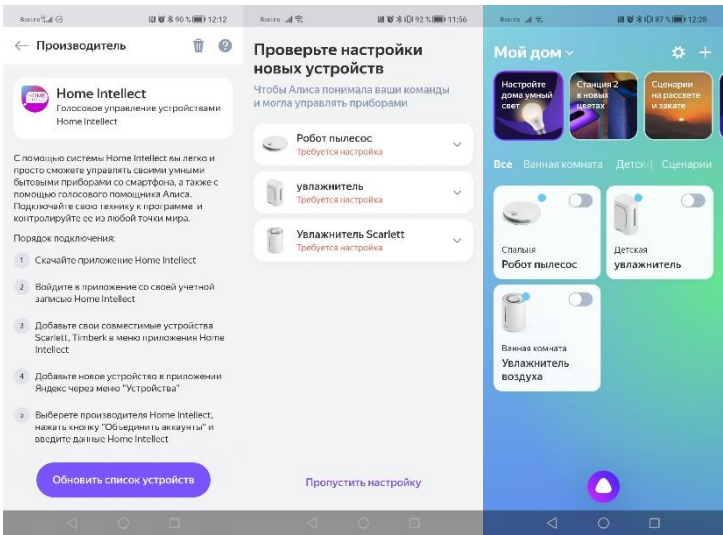 Beeline 90 % 12:12
Производитель
Home Intellect
Голосовое управление устройствами
Home Intellect
С помощью системы Home Intellect вы легко и
просто сможете управлять своими умными
бытовыми приборами со смартфона, а также с
помощью голосового помощника Алиса.
Подключайте свою технику к программе и
контролируйте ее из любой точки мира.
Порядок подключения:
1 Скачайте приложение Home Intellect
2 Войдите в приложение со своей учетной
записью Home Intellect
3 Добавьте свои совместимые устройства
Scarlett, Timberk в меню приложения Home
Intellect
4 Добавьте новое устройство в приложении
Яндекс через меню "Устройства"
5 Выберете производителя Home Intellect,
нажать кнопку "Объединить аккаунты" и
введите данные Home Intellect
Обновить список устройств
Beeline 92 % 11:56
Проверьте настройки
новых устройств
Чтобы Алиса понимала ваши команды
и могла управлять приборами
Робот пылесос
Требуется настройка
увлажнитель
Требуется настройка
Увлажнитель Scarlett
Требуется настройка
Пропустить настройку
Beeline 87 % 12:28
Мой дом
Настройте
дома умный
свет
Станция 2
в новых
цветах
Сценарии
на рассвете
и закате
Все Ванная комната Детск Сценарии
Спальня
Робот пылесос
Детская
увлажнитель
Ванная комната
Увлажнитель
воздуха